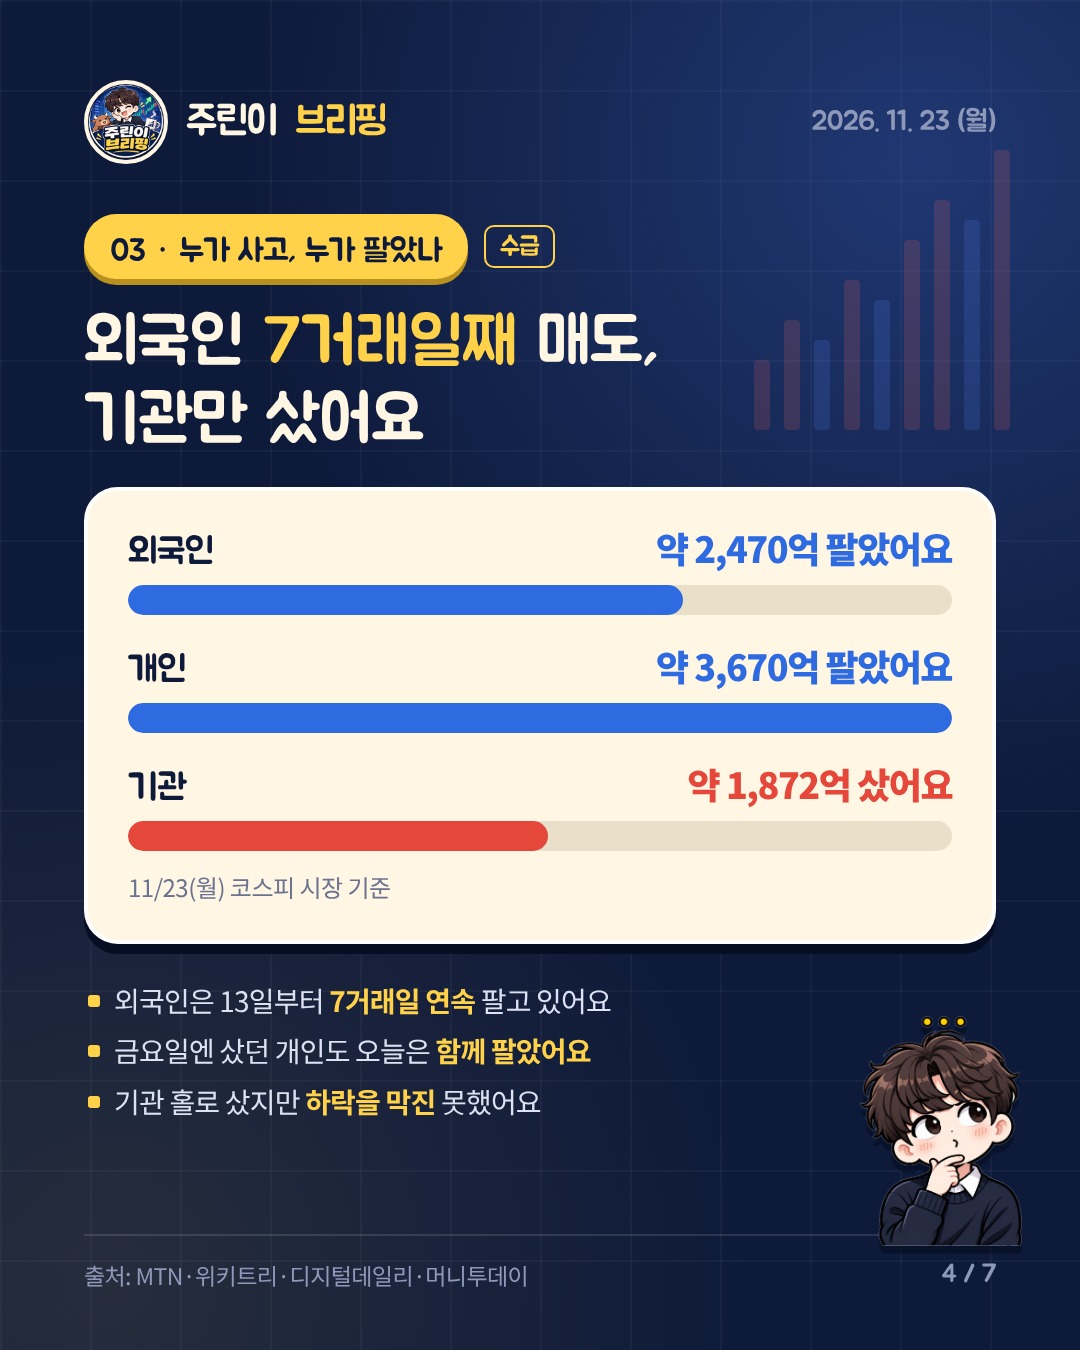 주린이 브리핑
주린이 브리핑
2026. 11. 23 (월)
03 · 누가 사고, 누가 팔았나
수급
외국인 7거래일째 매도,
기관만 샀어요
외국인 약 2,470억 팔았어요
개인 약 3,670억 팔았어요
기관 약 1,872억 샀어요
11/23(월) 코스피 시장 기준
외국인은 13일부터 7거래일 연속 팔고 있어요
금요일엔 샀던 개인도 오늘은 함께 팔았어요
기관 홀로 샀지만 하락을 막진 못했어요
출처: MTN·위키트리·디지털데일리·머니투데이
4 / 7